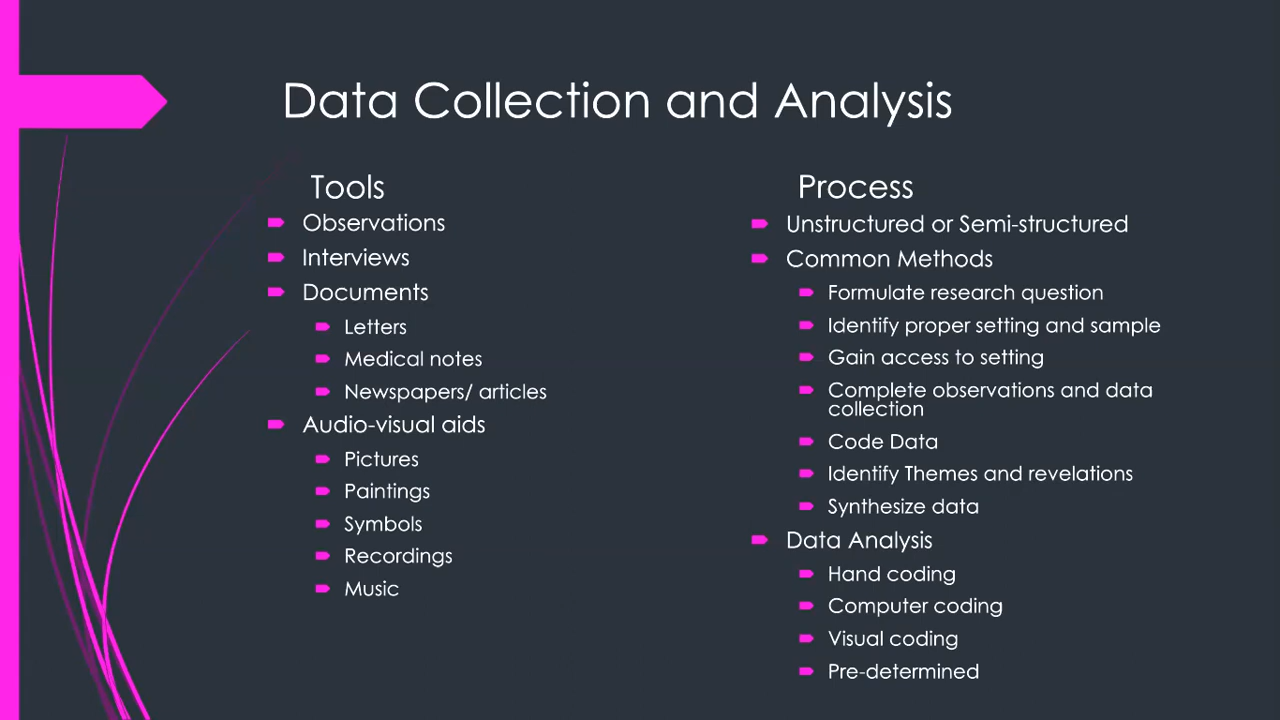 Data Collection and Analysis
Tools
Observations
Interviews
Documents
Letters
Medical notes
Newspapers/ articles
Audio-visual aids
Pictures
Paintings
Symbols
Recordings
Music
Process
Unstructured or Semi-structured
Common Methods
Formulate research question
Identify proper setting and sample
Gain access to setting
Complete observations and data
collection
Code Data
Identify Themes and revelations
Synthesize data
Data Analysis
Hand coding
Computer coding
Visual coding
Pre-determined